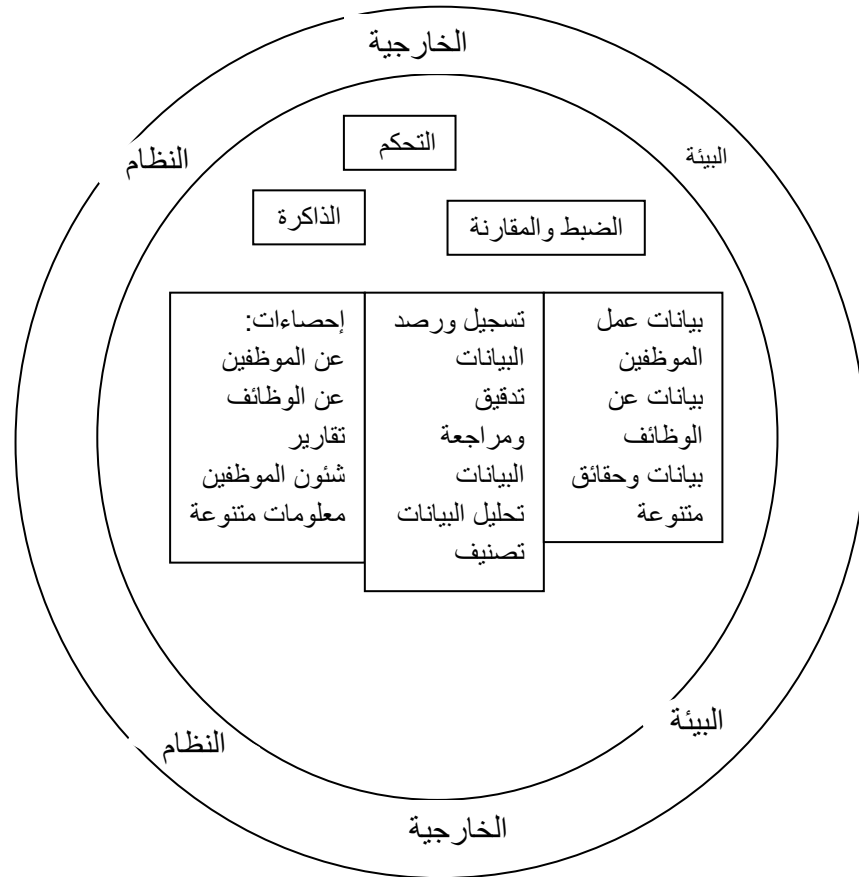 الخارجية
البيئة
النظام
التحكم
الضبط والمقارنة
الذاكرة
بيانات عمل
الموظفين
بيانات عن
الوظائف
بيانات وحقائق
متنوعة
تسجيل ورصد
البيانات
تدقيق
ومراجعة
البيانات
تحليل البيانات
تصنيف
إحصاءات:
عن الموظفين
عن الوظائف
تقارير
شئون الموظفين
معلومات متنوعة
البيئة
النظام
الخارجية